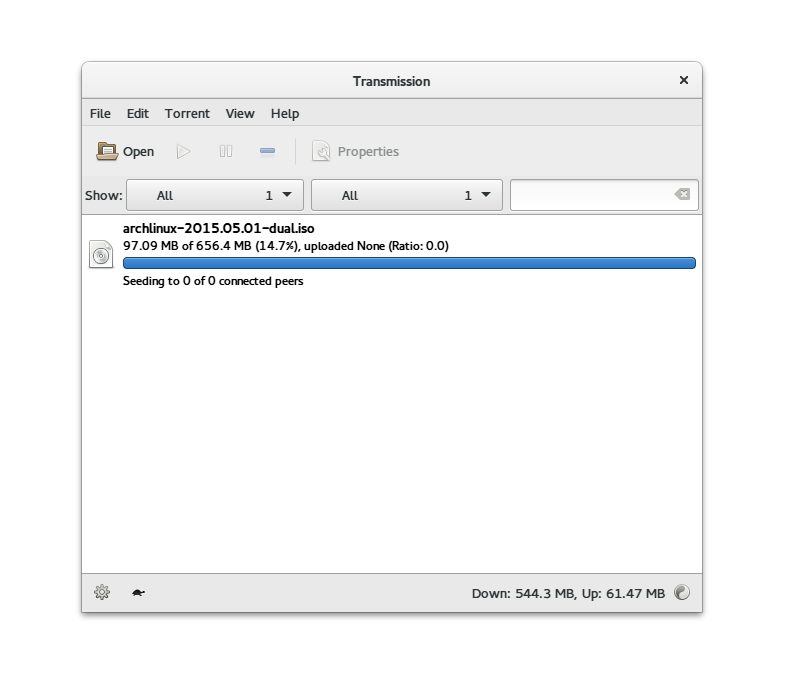 Transmission
File Edit Torrent View Help
Open Properties
Show: All 1 All 1
archlinux-2015.05.01-dual.iso
97.09 MB of 656.4 MB (14.7%), uploaded None (Ratio: 0.0)
Seeding to 0 of 0 connected peers
Down: 544.3 MB, Up: 61.47 MB